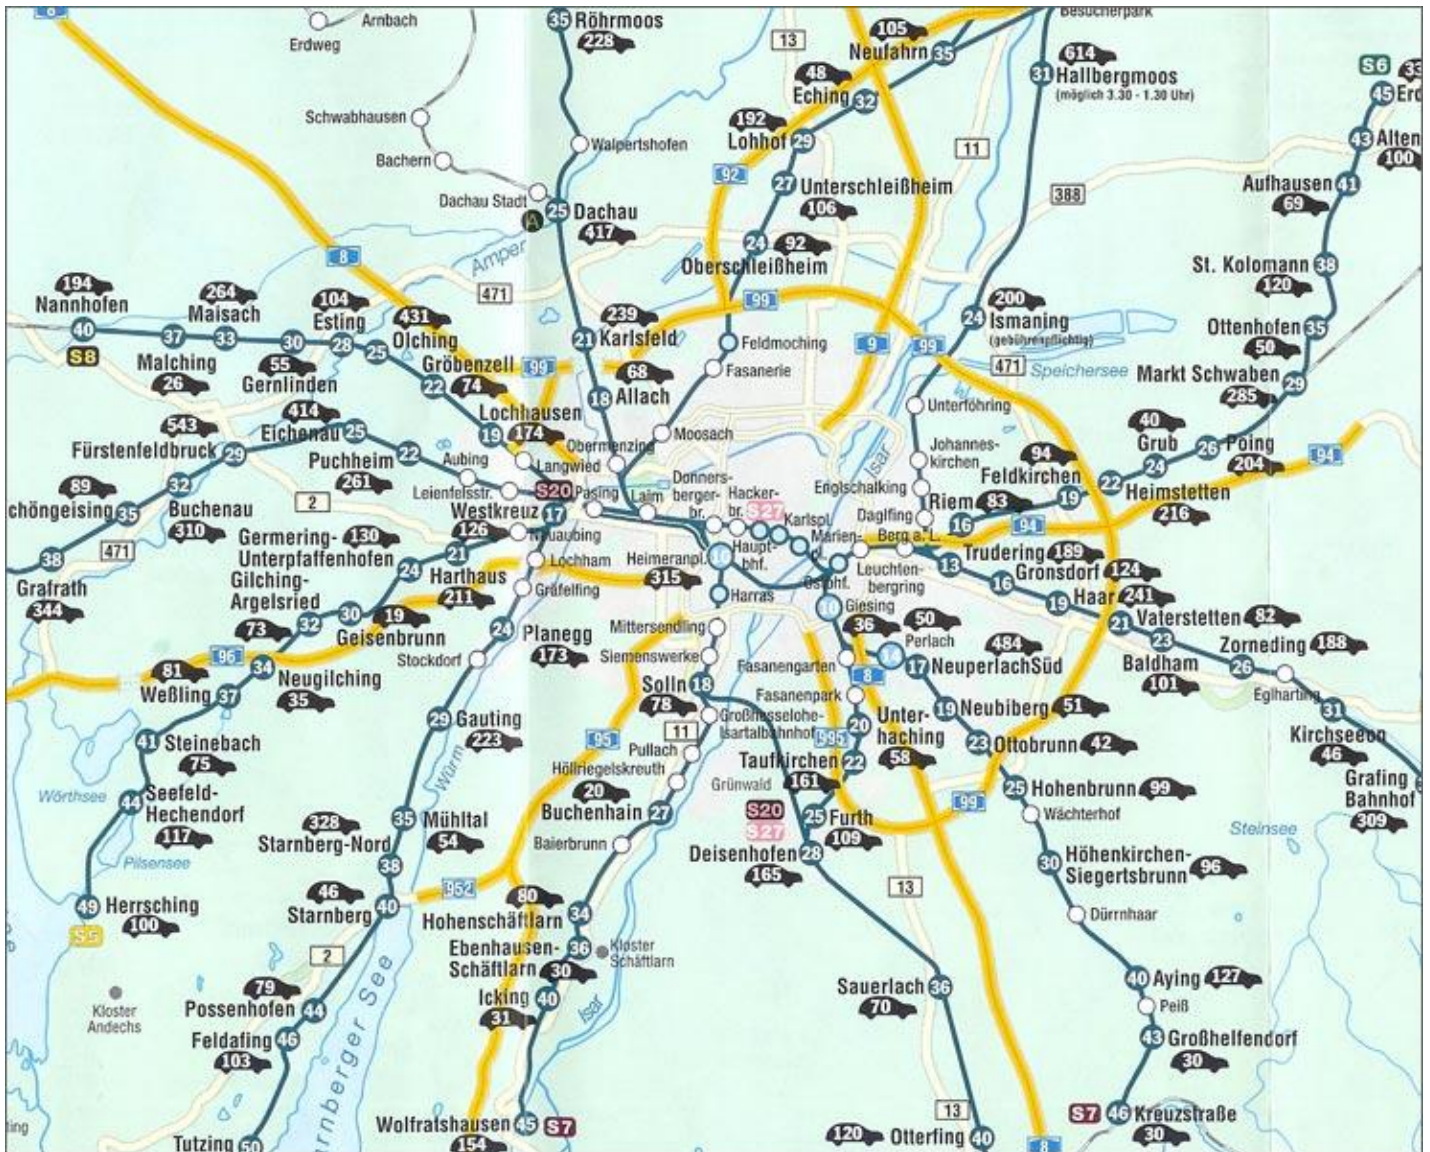 8
Arnbach
Erdweg
35 Röhrmoos
228
13
105
Neufahrn 35
Besucherpark
614
31 Hallbergmoos
(möglich 3.30 - 1.30 Uhr)
S6
33
45 Erd
48
Eching 32
Schwabhausen
192
Lohhof 29
11
43 Alten
100
Bachern
Walpertshofen
92
27 Unterschleißheim
106
388
Aufhausen 41
69
Dachau Stadt
A
25 Dachau
417
Amper
24 92
Oberschleißheim
8
St. Kolomann 38
120
471
99
194
Nannhofen
40
S8
264
Maisach
37
33
104
Esting
30
28
431
Olching
25
239
21 Karlsfeld
200
24 Ismaning
(gebührenpflichtig)
Ottenhofen 35
50
Malching
26
55
Gernlinden
Gröbenzell
74
22
99
Feldmoching
Fasanerie
9
99
471
Speichersee
Markt Schwaben
285
29
68
18 Allach
Unterföhring
414
Eichenau 25
Lochhausen
19 174
543
Fürstenfeldbruck
29
Puchheim
261
22
Aubing
Langwied
Obermenzing
Moosach
Isar
Johannes-
kirchen
94
Feldkirchen
40
Grub
24
26 Poing
204
94
89
chöngeising 35
32
Buchenau
310
2
Leienfelsstr.
S20
Pasing
Laim
Donners-
berger-
br.
Hacker-
br.
S27
Karlspl.
Englschalking
Riem 83
19
22
Heimstetten
216
Westkreuz 17
Daglfing
16
94
471
38
Grafrath
344
Germering-
Unterpfaffenhofen
130
126
Neuaubing
Lochham
Heimeranpl.
315
Haupt-
bhf.
Marien-
pl.
Ostbhf.
Berg a. L.
Leuchten-
bergring
Trudering
189
13
Gronsdorf
124
16
21
24
Harthaus
211
Gräfelfing
Harras
10
Giesing
36
19 Haar 241
Gilching-
Argelsried
73
32
30
19
Geisenbrunn
24 Planegg
173
Mittersendling
50
Perlach
14
21
Vaterstetten 82
23
Baldham
101
Zorneding 188
26
Eglharting
96
34
Neugilching
35
Stockdorf
Siemenswerke
Fasanengarten
484
17 NeuperlachSüd
81
Weßling 37
Solln 18
78
8
Fasanenpark
19 Neubiberg 51
31
Kirchseeon
46
29 Gauting
223
95
11
Großhesselohe-
Isartalbahnhof
995
20
Unter-
haching
58
23 Ottobrunn 42
41 Steinebach
75
Würm
Pullach
Höllriegelskreuth
Grünwald
Taufkirchen 22
161
99
25 Hohenbrunn 99
Grafing
Bahnhof
309
Wörthsee
44 Seefeld-
Hechendorf
117
Pilsensee
20
Buchenhain 27
S20
S27
25 Furth
109
Wächterhof
Steinsee
328
Starnberg-Nord
35 Mühltal
54
38
Baierbrunn
Deisenhofen 28
165
30 Höhenkirchen-
Siegertsbrunn
96
46
Starnberg 40
952
80
Hohenschäftlarn 34
13
Dürrnhaar
49 Herrsching
100
S5
2
Ebenhausen-
Schäftlarn
36
30
Kloster
Schäftlarn
Kloster
Andechs
79
Possenhofen 44
Icking 40
31
Isar
Sauerlach 36
70
40 Aying 127
Peiß
Feldafing 46
103
43 Großhelfendorf
30
arnberger See
ting
Tutzing 50
Wolfratshausen 45 S7
154
13
120 Otterfing 40
8
S7 46 Kreuzstraße
30